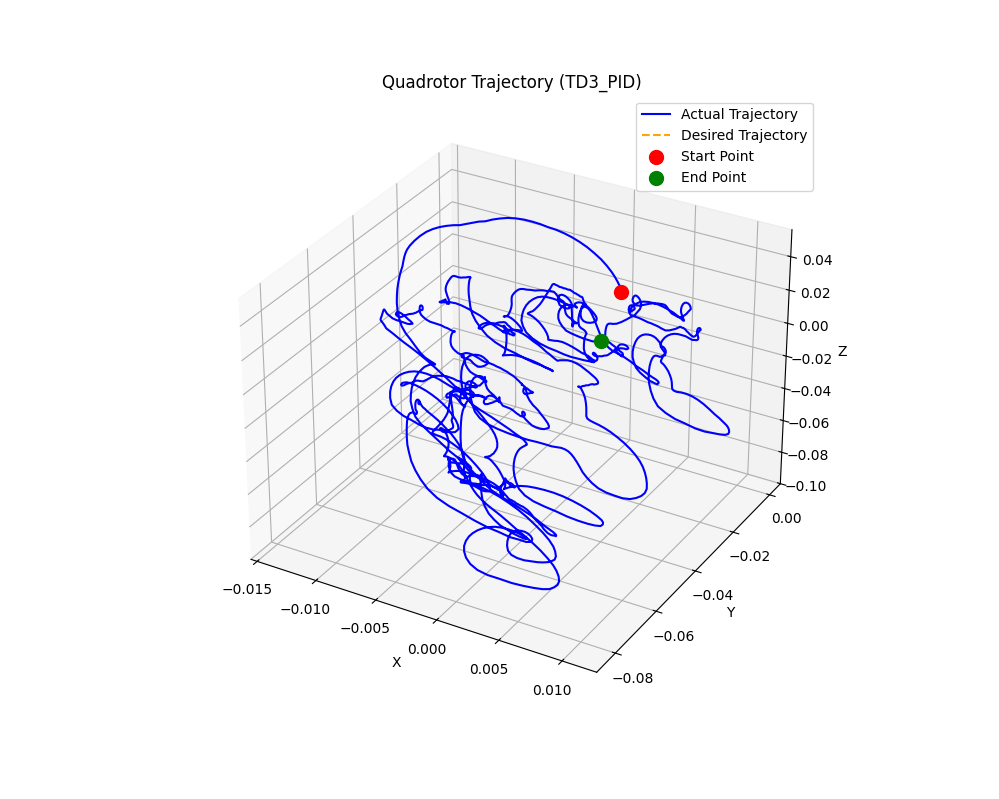 Quadrotor Trajectory (TD3_PID)
Actual Trajectory
Desired Trajectory
Start Point
End Point
0.04
0.02
0.00
−0.02
−0.04
−0.06
−0.08
−0.10
Z
−0.015
−0.010
−0.005
0.000
0.005
0.010
X
0.00
−0.02
−0.04
−0.06
−0.08
Y